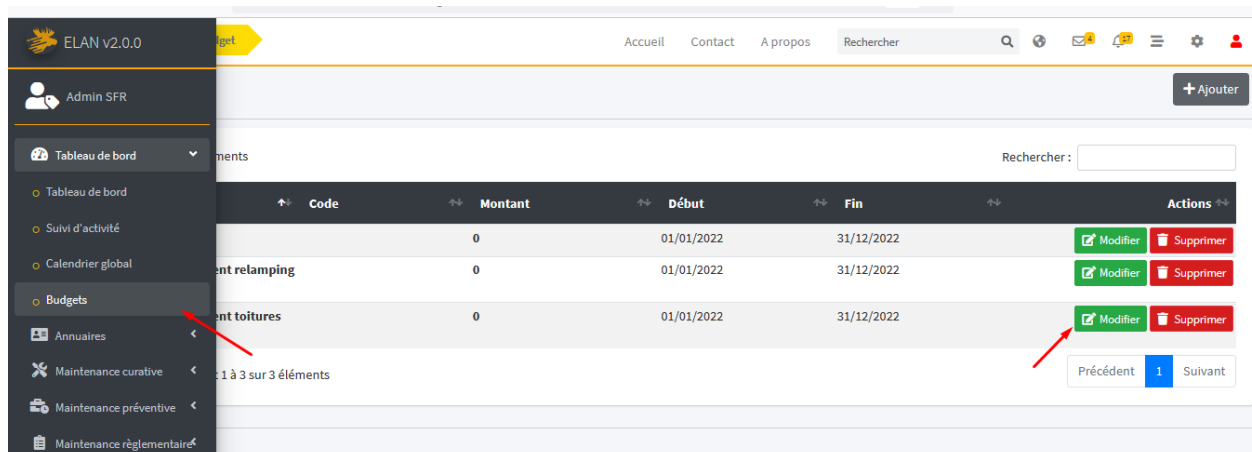 ELAN v2.0.0
lget
Accueil Contact A propos Rechercher 4 17
Admin SFR
Ajouter
Tableau de bord
ments
Rechercher :
Tableau de bord
Code Montant Début Fin Actions
Suivi d'activité
0 01/01/2022 31/12/2022 Modifier Supprimer
Calendrier global
ent relamping 0 01/01/2022 31/12/2022 Modifier Supprimer
Budgets
ent toitures 0 01/01/2022 31/12/2022 Modifier Supprimer
Annuaires
Maintenance curative
1 à 3 sur 3 éléments
Précédent 1 Suivant
Maintenance préventive
Maintenance règlementaire